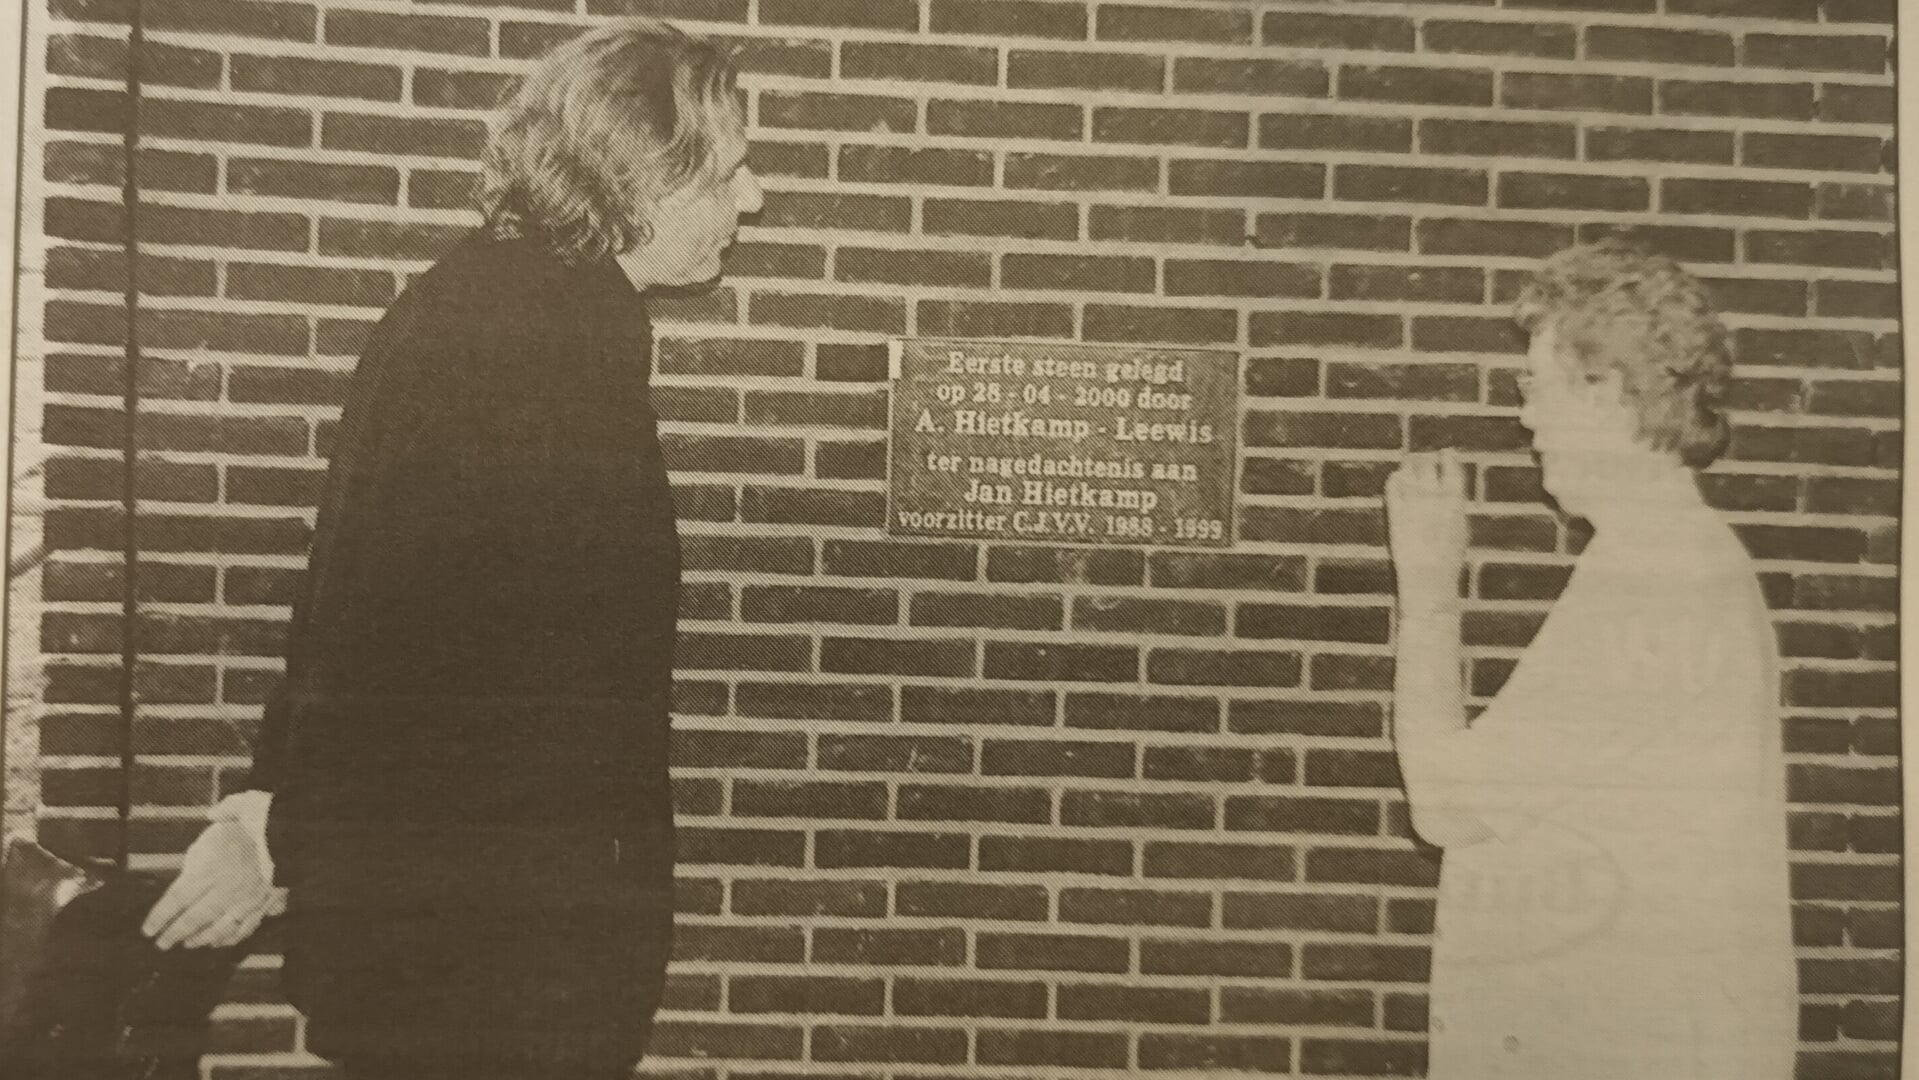 Eerste steen gelegd
op 28 - 04 - 2000 door
A. Hietkamp - Leewis
ter nagedachtenis aan
Jan Hietkamp
voorzitter C.J.V.V. 1988 - 1999